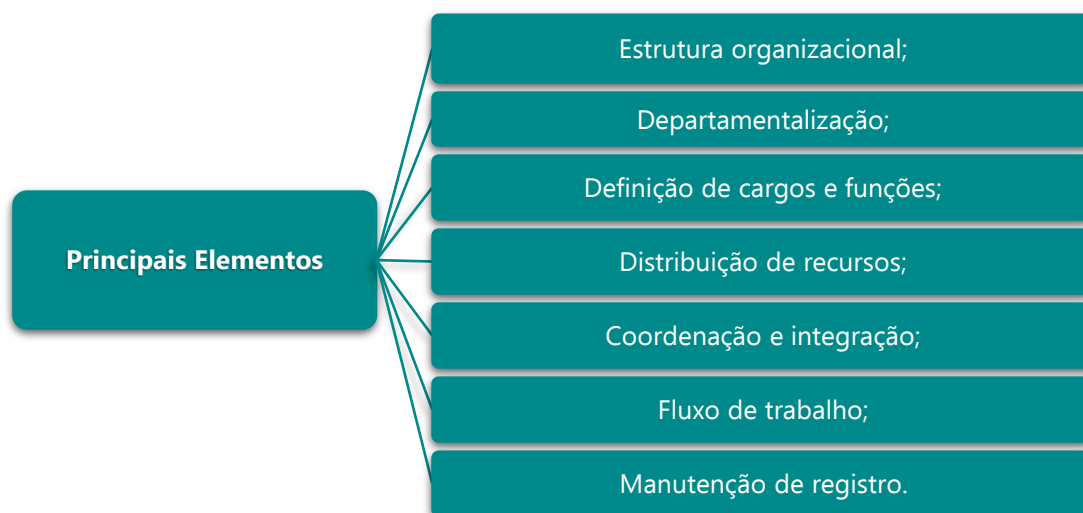 Principais Elementos
Estrutura organizacional;
Departamentalização;
Definição de cargos e funções;
Distribuição de recursos;
Coordenação e integração;
Fluxo de trabalho;
Manutenção de registro.